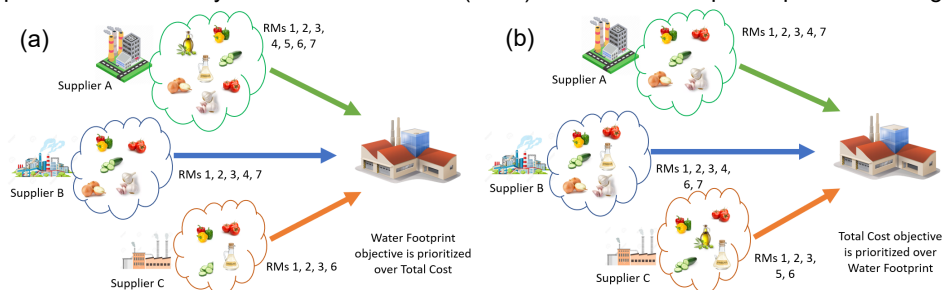 (a)
RMs 1, 2, 3,
4, 5, 6, 7
Supplier A
Supplier B
RMs 1, 2, 3, 4, 7
Supplier C
RMs 1, 2, 3, 6
Water Footprint
objective is prioritized
over Total Cost
(b)
RMs 1, 2, 3, 4, 7
Supplier A
Supplier B
RMs 1, 2, 3, 4,
6, 7
Supplier C
RMs 1, 2, 3,
5, 6
Total Cost objective
is prioritized over
Water Footprint